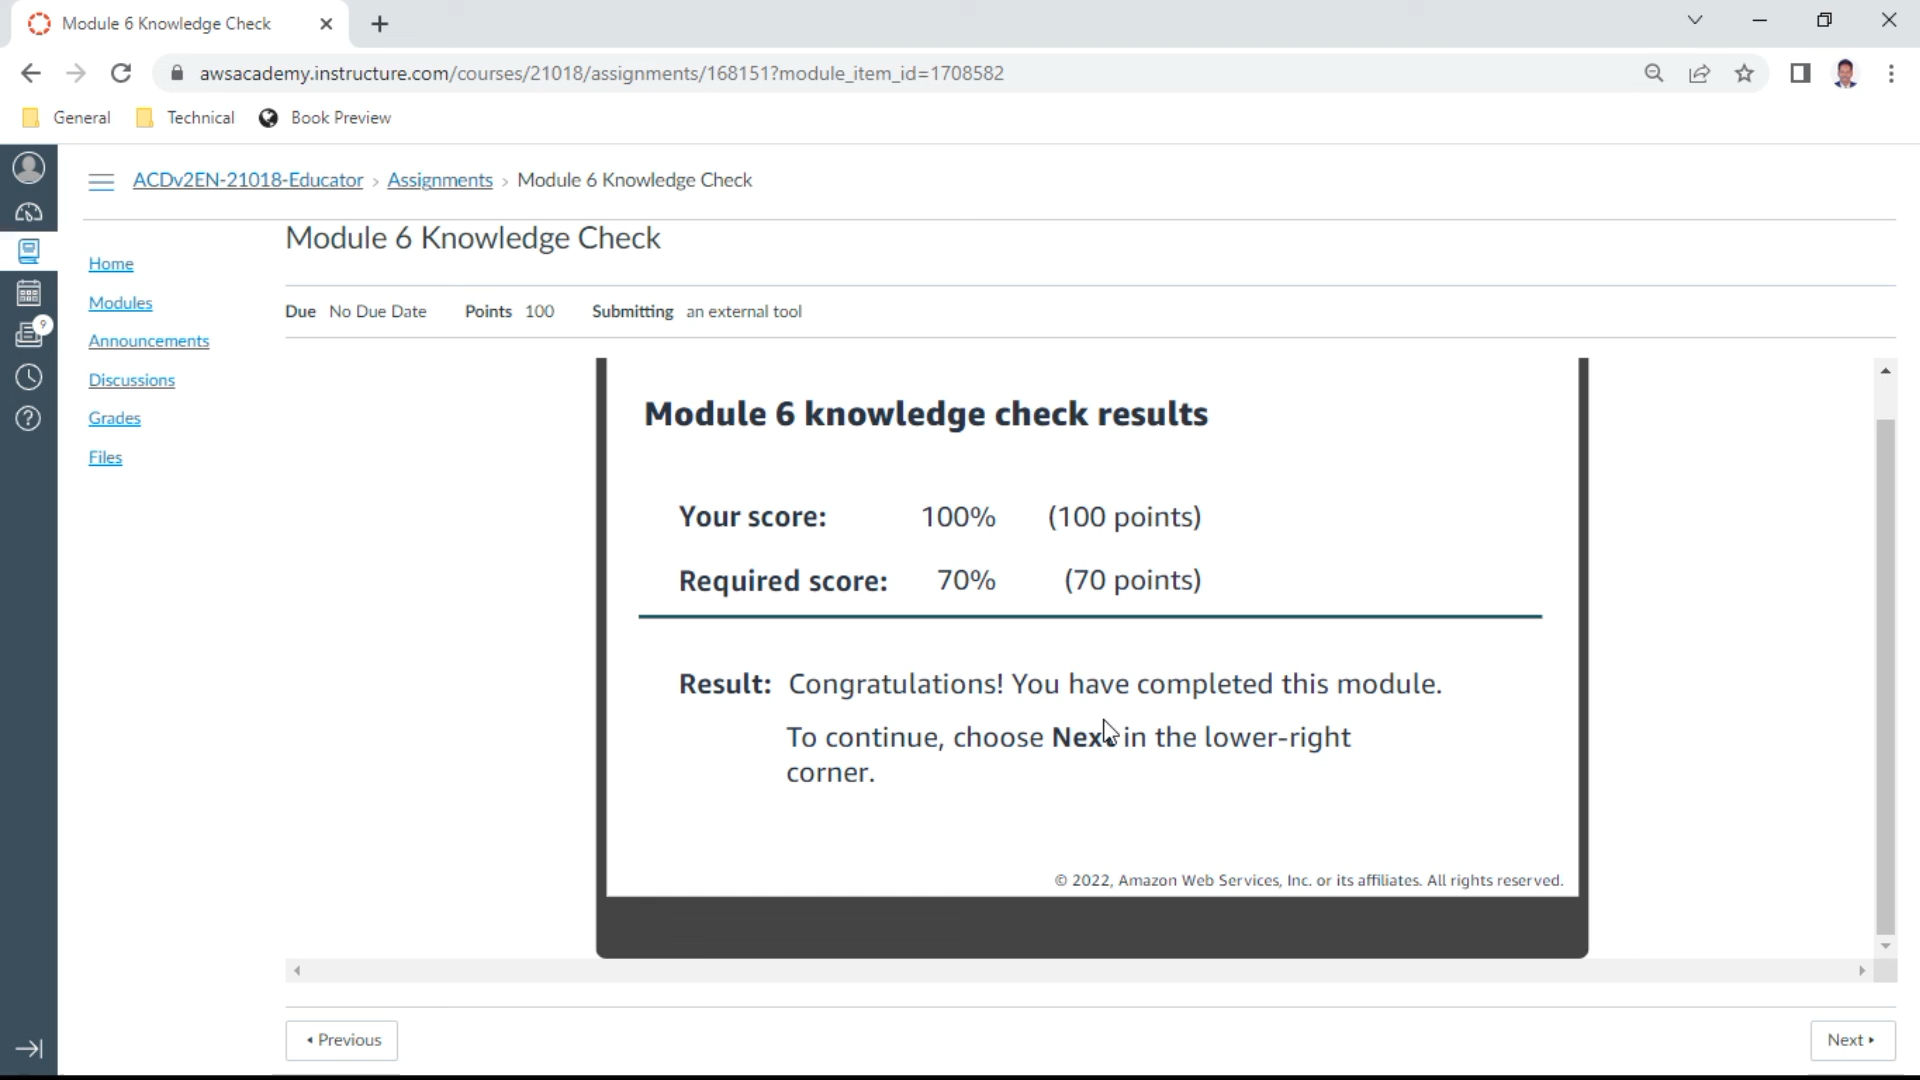 Module 6 Knowledge Check
awsacademy.instructure.com/courses/21018/assignments/168151?module_item_id=1708582
General Technical Book Preview
ACDv2EN-21018-Educator › Assignments › Module 6 Knowledge Check
Module 6 Knowledge Check
Home
Modules
Announcements
Discussions
Grades
Files
9
Due No Due Date Points 100 Submitting an external tool
Module 6 knowledge check results
Your score: 100% (100 points)
Required score: 70% (70 points)
Result: Congratulations! You have completed this module.
To continue, choose Next in the lower-right
corner.
© 2022, Amazon Web Services, Inc. or its affiliates. All rights reserved.
Previous
Next